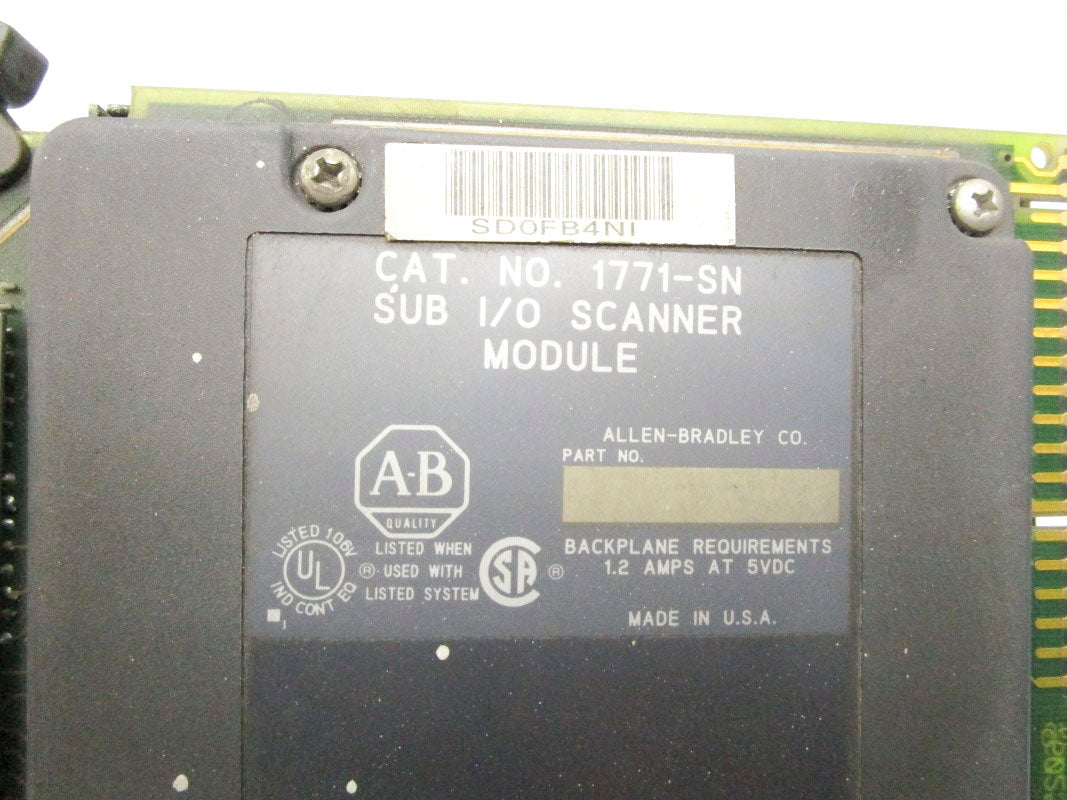 SD0FB4NI
CAT. NO. 1771-SN
SUB I/O SCANNER
MODULE
A-B
QUALITY
ALLEN-BRADLEY CO.
PART NO.
LISTED 106V
UL
IND CONT EQ
®
LISTED WHEN
USED WITH
LISTED SYSTEM
SA
®
BACKPLANE REQUIREMENTS
1.2 AMPS AT 5VDC
MADE IN U.S.A.